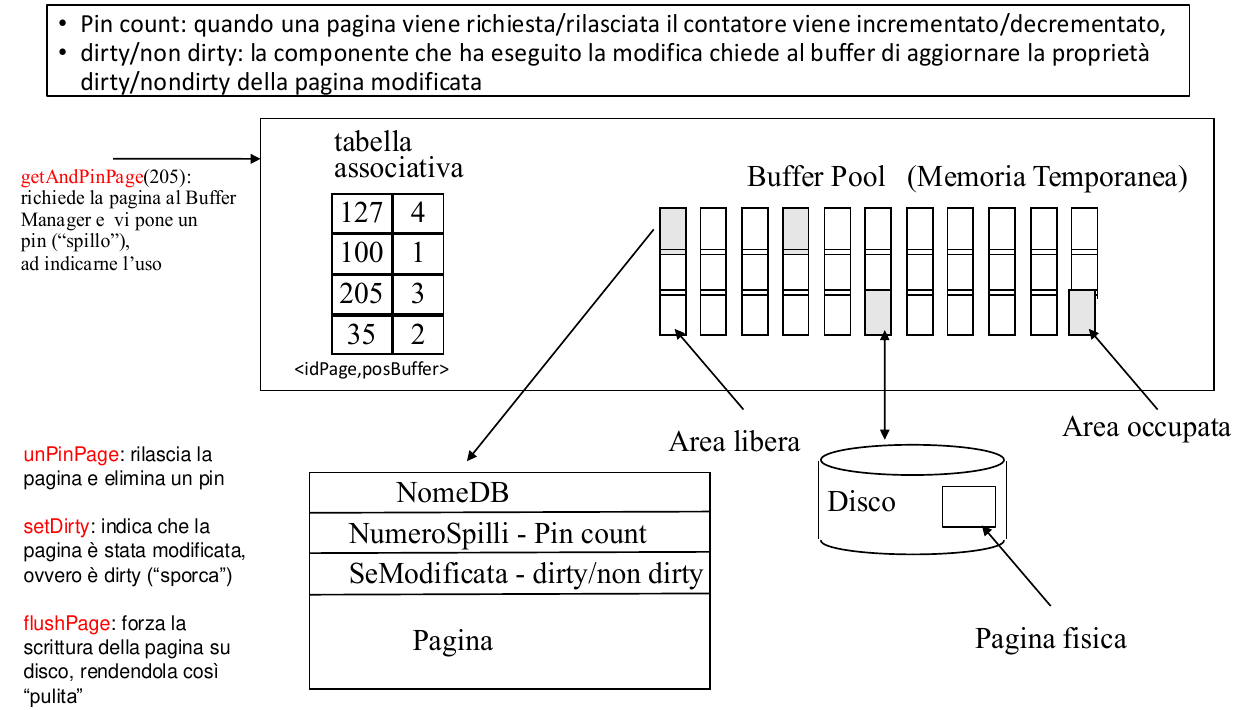 • Pin count: quando una pagina viene richiesta/rilasciata il contatore viene incrementato/decrementato,
• dirty/non dirty: la componente che ha eseguito la modifica chiede al buffer di aggiornare la proprietà
dirty/nondirty della pagina modificata
getAndPinPage(205):
richiede la pagina al Buffer
Manager e vi pone un
pin (“spillo”),
ad indicarne l’uso
tabella
associativa
127 4
100 1
205 3
35 2
<idPage,posBuffer>
Buffer Pool (Memoria Temporanea)
Area libera
Area occupata
unPinPage: rilascia la
pagina e elimina un pin
setDirty: indica che la
pagina è stata modificata,
ovvero è dirty (“sporca”)
flushPage: forza la
scrittura della pagina su
disco, rendendola così
“pulita”
NomeDB
NumeroSpilli - Pin count
SeModificata - dirty/non dirty
Pagina
Disco
Pagina fisica